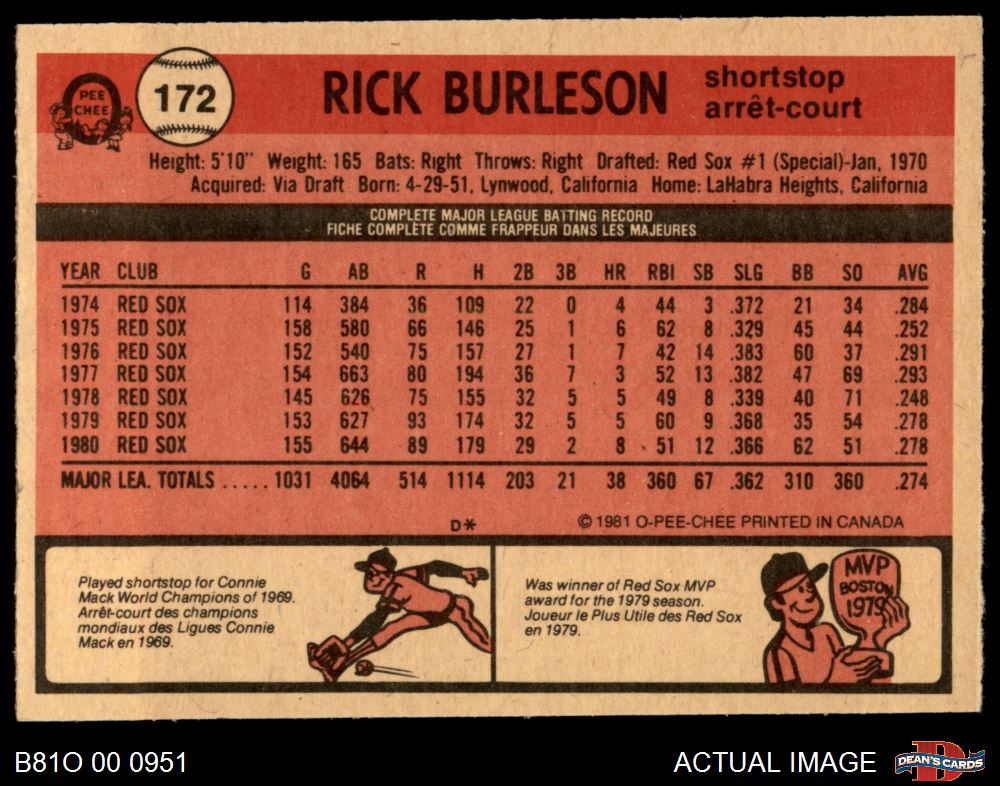 PEE
CHEE
172
RICK BURLESON
shortstop
arrêt-court
Height: 5'10" Weight: 165 Bats: Right Throws: Right Drafted: Red Sox #1 (Special)-Jan, 1970
Acquired: Via Draft Born: 4-29-51, Lynwood, California Home: LaHabra Heights, California
COMPLETE MAJOR LEAGUE BATTING RECORD
FICHE COMPLÈTE COMME FRAPPEUR DANS LES MAJEURES
YEAR CLUB G AB R H 2B 3B HR RBI SB SLG BB SO AVG
1974 RED SOX 114 384 36 109 22 0 4 44 3 .372 21 34 .284
1975 RED SOX 158 580 66 146 25 1 6 62 8 .329 45 44 .252
1976 RED SOX 152 540 75 157 27 1 7 42 14 .383 60 37 .291
1977 RED SOX 154 663 80 194 36 7 3 52 13 .382 47 69 .293
1978 RED SOX 145 626 75 155 32 5 5 49 8 .339 40 71 .248
1979 RED SOX 153 627 93 174 32 5 5 60 9 .368 35 54 .278
1980 RED SOX 155 644 89 179 29 2 8 51 12 .366 62 51 .278
MAJOR LEA. TOTALS ..... 1031 4064 514 1114 203 21 38 360 67 .362 310 360 .274
D* © 1981 O-PEE-CHEE PRINTED IN CANADA
Played shortstop for Connie
Mack World Champions of 1969.
Arrêt-court des champions
mondiaux des Ligues Connie
Mack en 1969.
Was winner of Red Sox MVP
award for the 1979 season.
Joueur le Plus Utile des Red Sox
en 1979.
MVP
BOSTON
1979
B81O 00 0951
ACTUAL IMAGE
D
DEAN'S CARDS